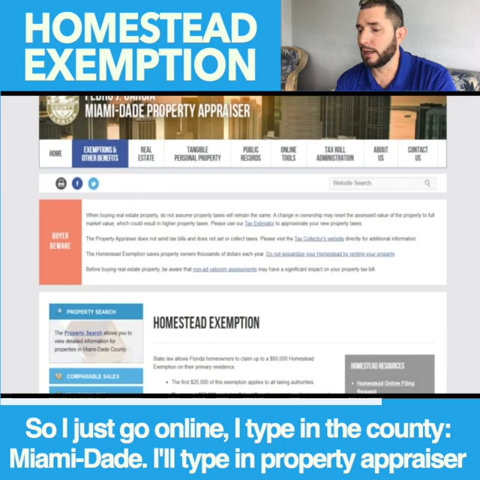 HOMESTEAD
EXEMPTION
PEDRO J. GARCIA
MIAMI-DADE PROPERTY APPRAISER
HOME
EXEMPTIONS &
OTHER BENEFITS
REAL
ESTATE
TANGIBLE
PERSONAL PROPERTY
PUBLIC
RECORDS
ONLINE
TOOLS
TAX ROLL
ADMINISTRATION
ABOUT
US
CONTACT
US
Website Search
BUYER
BEWARE
When buying real estate property, do not assume property taxes will remain the same. A change in ownership may reset the assessed value of the property to full
market value, which could result in higher property taxes. Please use our Tax Estimator to approximate your new property taxes.
The Property Appraiser does not send tax bills and does not set or collect taxes. Please visit the Tax Collector's website directly for additional information.
The Homestead Exemption saves property owners thousands of dollars each year. Do not jeopardize your Homestead by renting your property.
Before buying real estate property, be aware that non-ad valorem assessments may have a significant impact on your property tax bill.
PROPERTY SEARCH
The Property Search allows you to
view detailed information for
properties in Miami-Dade County.
COMPARABLE SALES
HOMESTEAD EXEMPTION
State law allows Florida homeowners to claim up to a $50,000 Homestead
Exemption on their primary residence.
• The first $25,000 of this exemption applies to all taxing authorities
HOMESTEAD RESOURCES
• Homestead Online Filing
Request
So I just go online, I type in the county:
Miami-Dade. I'll type in property appraiser